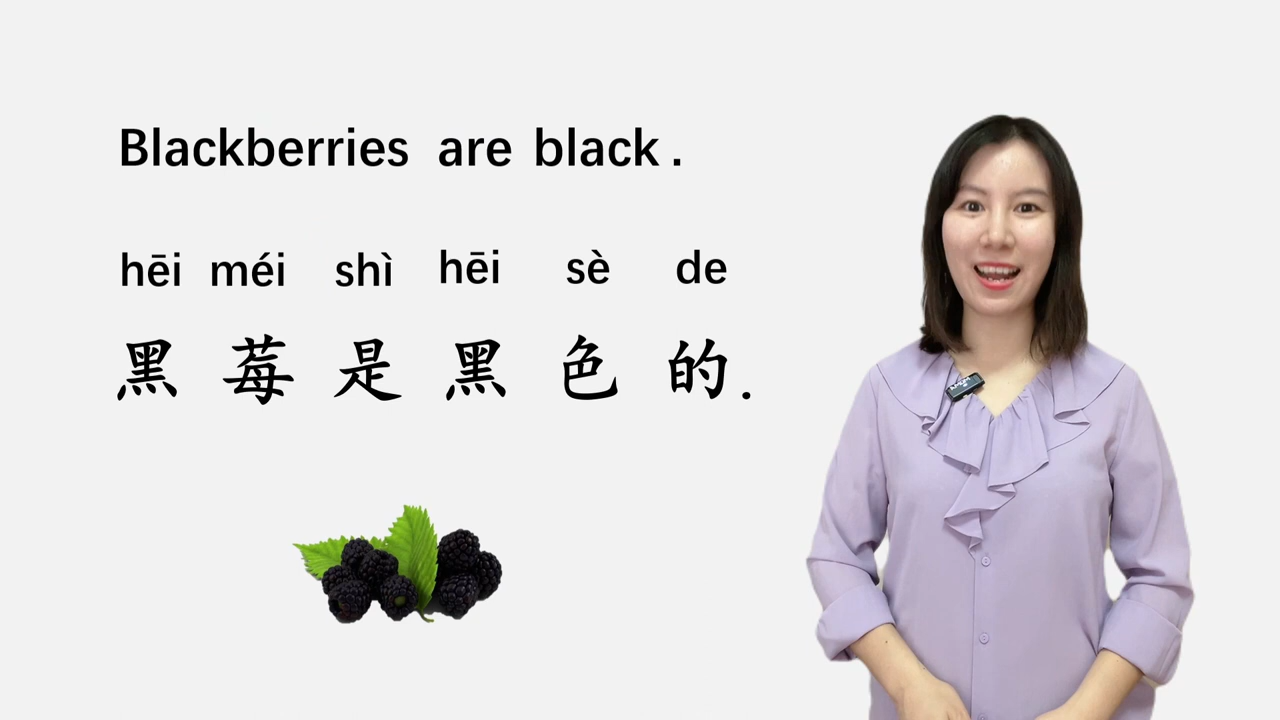 Blackberries are black .
hēi méi shì hēi sè de
黑 莓 是 黑 色 的.